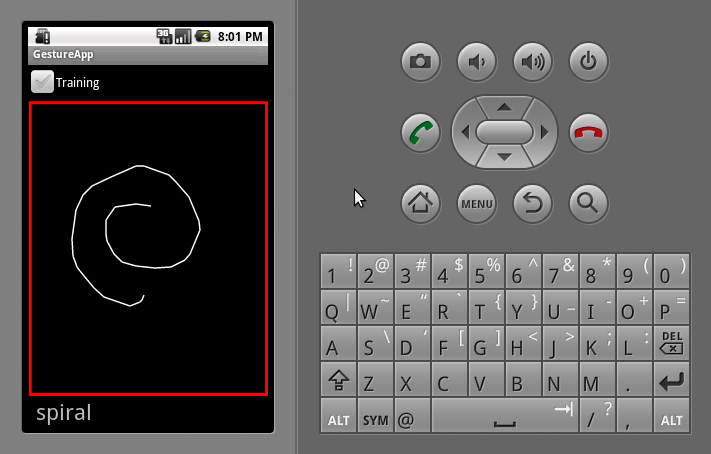 3G 8:01 PM
GestureApp
Training
spiral
MENU
1 ! 2 @ 3 # 4 $ 5 % 6 ^ 7 & 8 * 9 ( 0 )
Q | W ~ E “ R ` T { Y } U _ I - O + P =
A S \ D ‘ F [ G ] H < J > K ; L : DEL
Z X C V B N M .
ALT SYM @ / ? , ALT